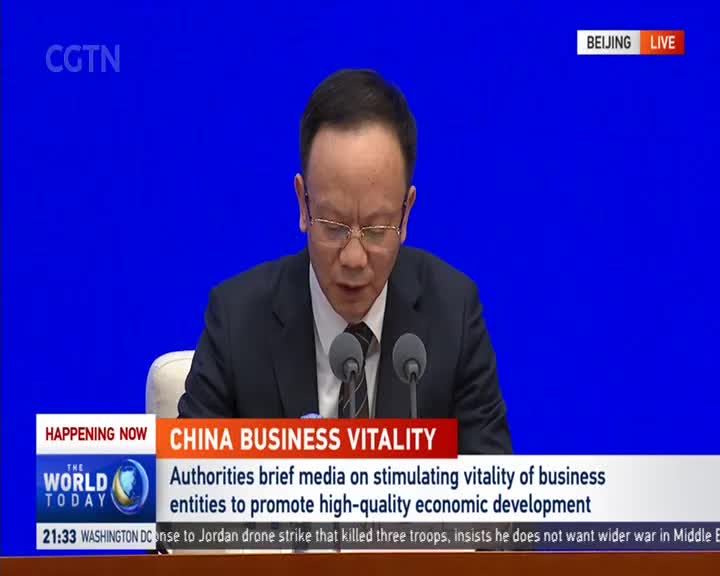 CGTN
BEIJING LIVE
HAPPENING NOW
CHINA BUSINESS VITALITY
THE WORLD TODAY
Authorities brief media on stimulating vitality of business
entities to promote high-quality economic development
21:33 WASHINGTON DC onse to Jordan drone strike that killed three troops, insists he does not want wider war in Middle E